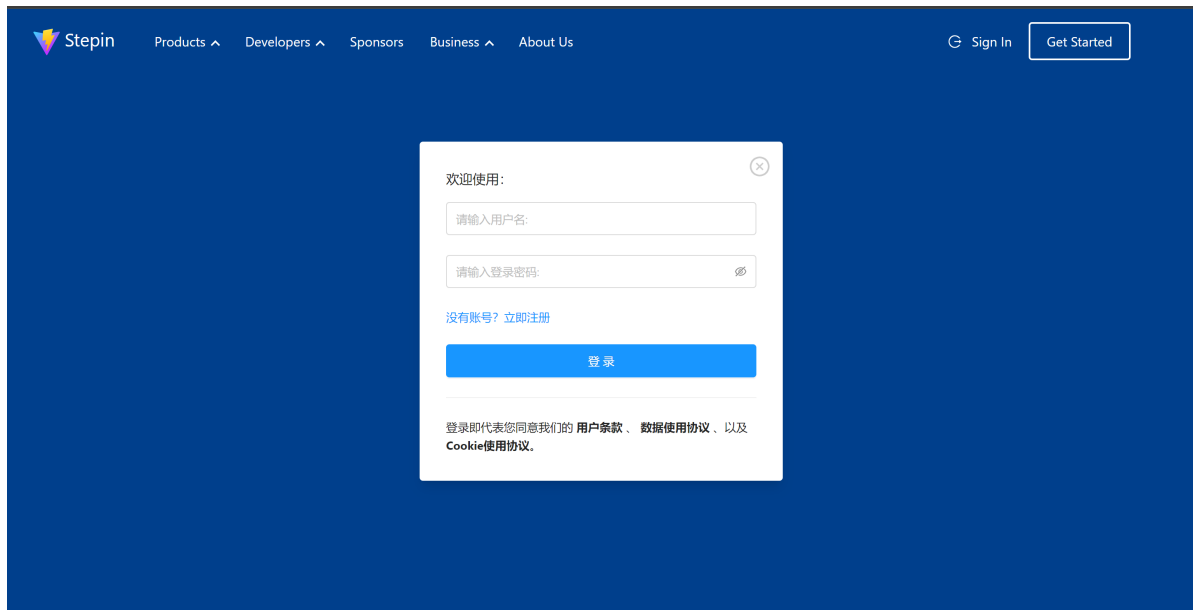 Stepin Products Developers Sponsors Business About Us Sign In Get Started
欢迎使用：
请输入用户名:
请输入登录密码:
没有账号？立即注册
登 录
登录即代表您同意我们的 用户条款 、 数据使用协议 、以及
Cookie使用协议。